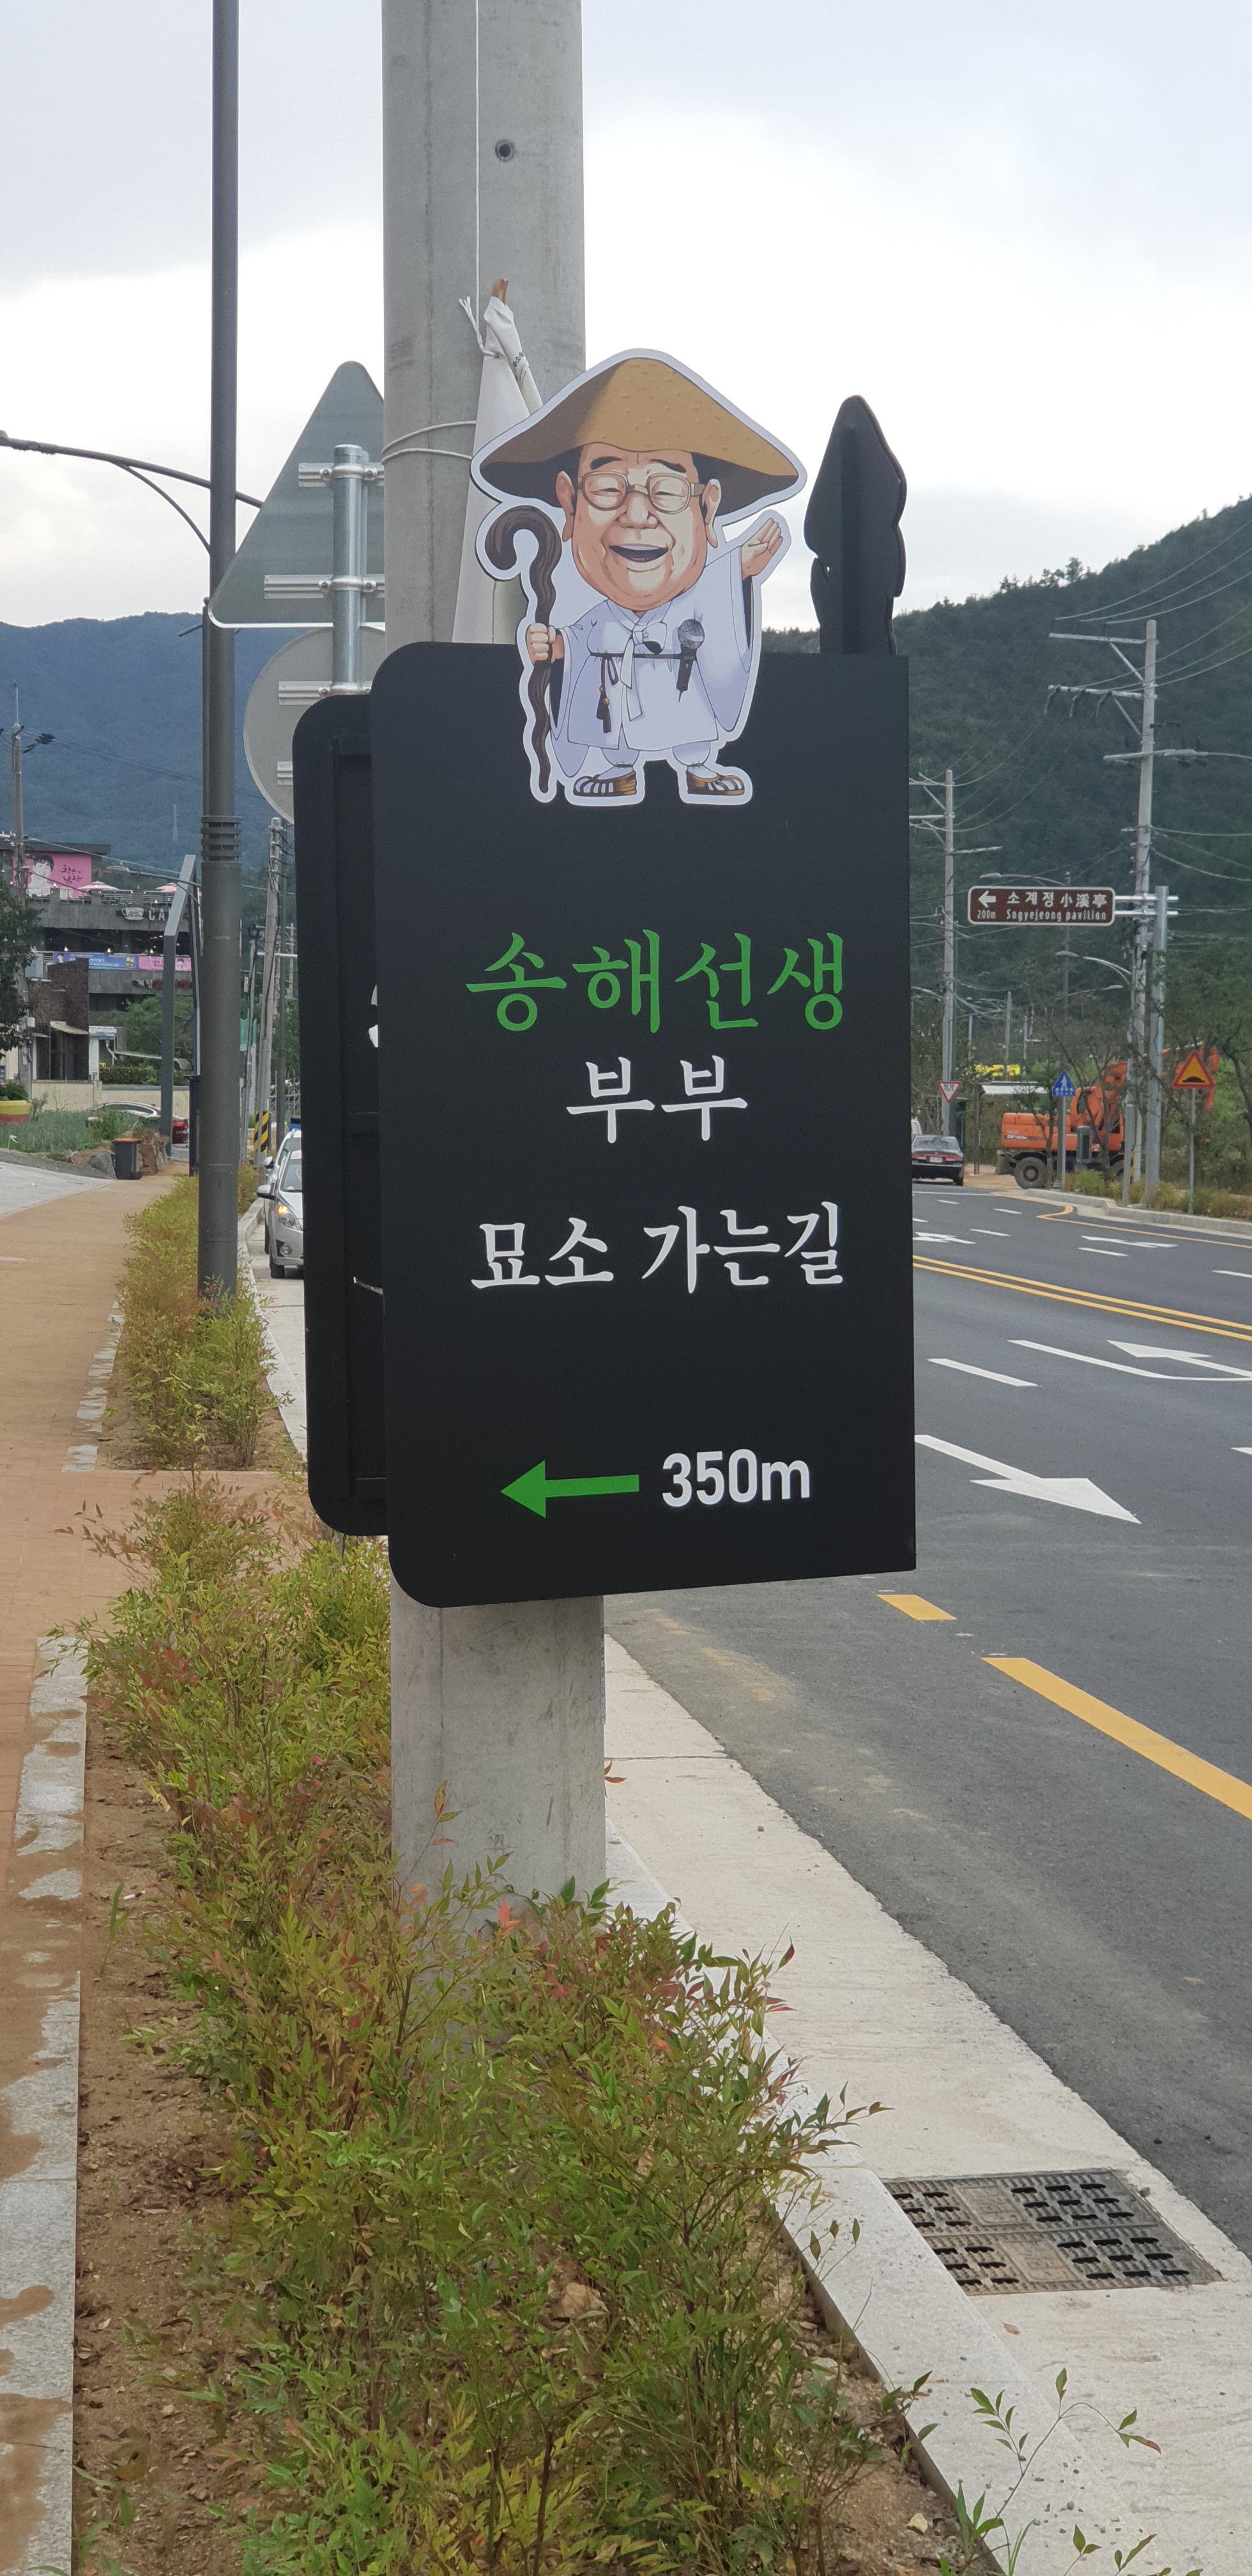 송해선생
부부
묘소 가는길
350m
소계정 小溪亭
200m Sogyejeong pavilion